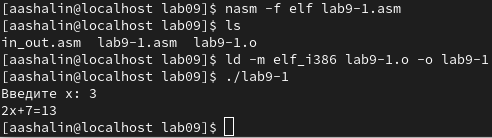 [aashalin@localhost lab09]$ nasm -f elf lab9-1.asm
[aashalin@localhost lab09]$ ls
in_out.asm  lab9-1.asm  lab9-1.o
[aashalin@localhost lab09]$ ld -m elf_i386 lab9-1.o -o lab9-1
[aashalin@localhost lab09]$ ./lab9-1
Введите x: 3
2x+7=13
[aashalin@localhost lab09]$